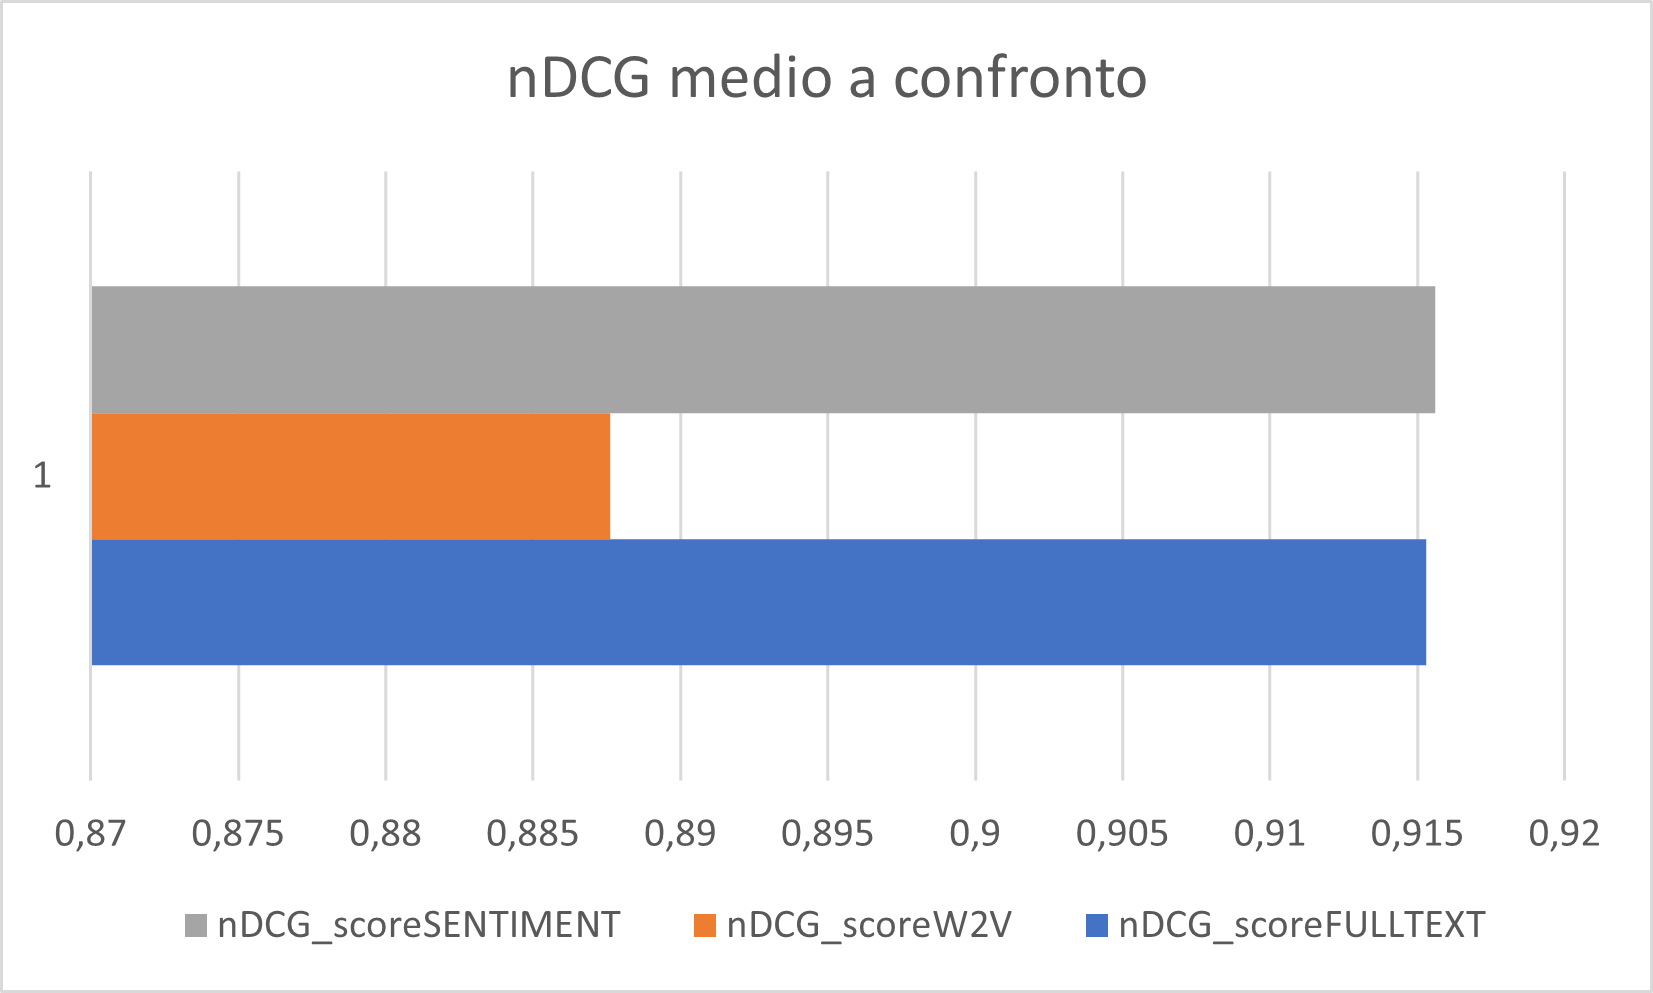 nDCG medio a confronto
1
0,87 0,875 0,88 0,885 0,89 0,895 0,9 0,905 0,91 0,915 0,92
nDCG_scoreSENTIMENT nDCG_scoreW2V nDCG_scoreFULLTEXT